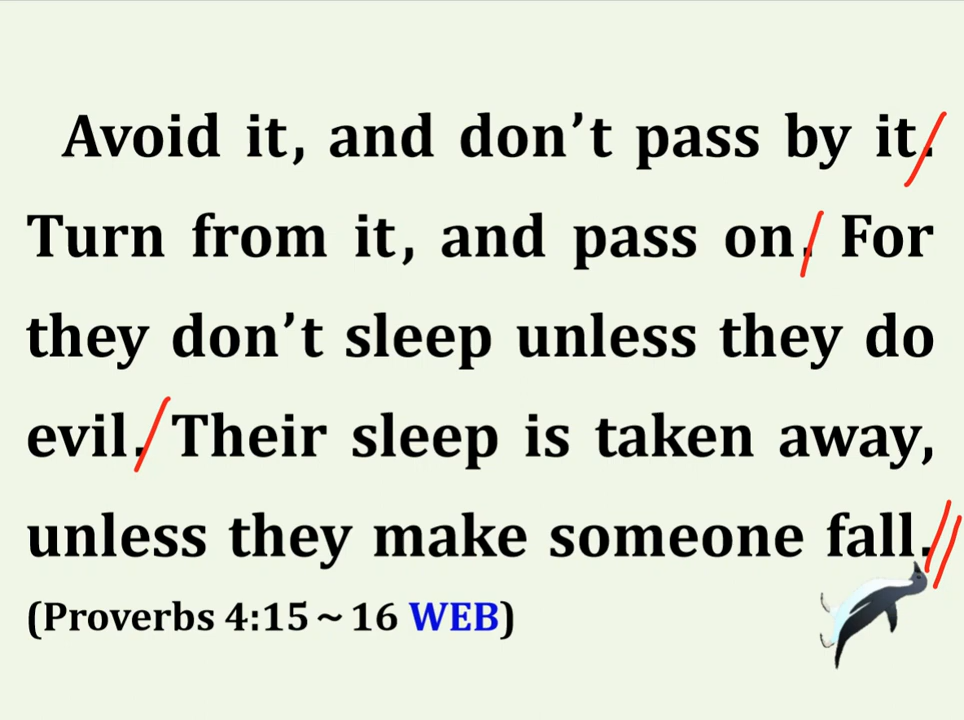 Avoid it, and don’t pass by it.
Turn from it, and pass on. For
they don’t sleep unless they do
evil. Their sleep is taken away,
unless they make someone fall.
(Proverbs 4:15～16 WEB)